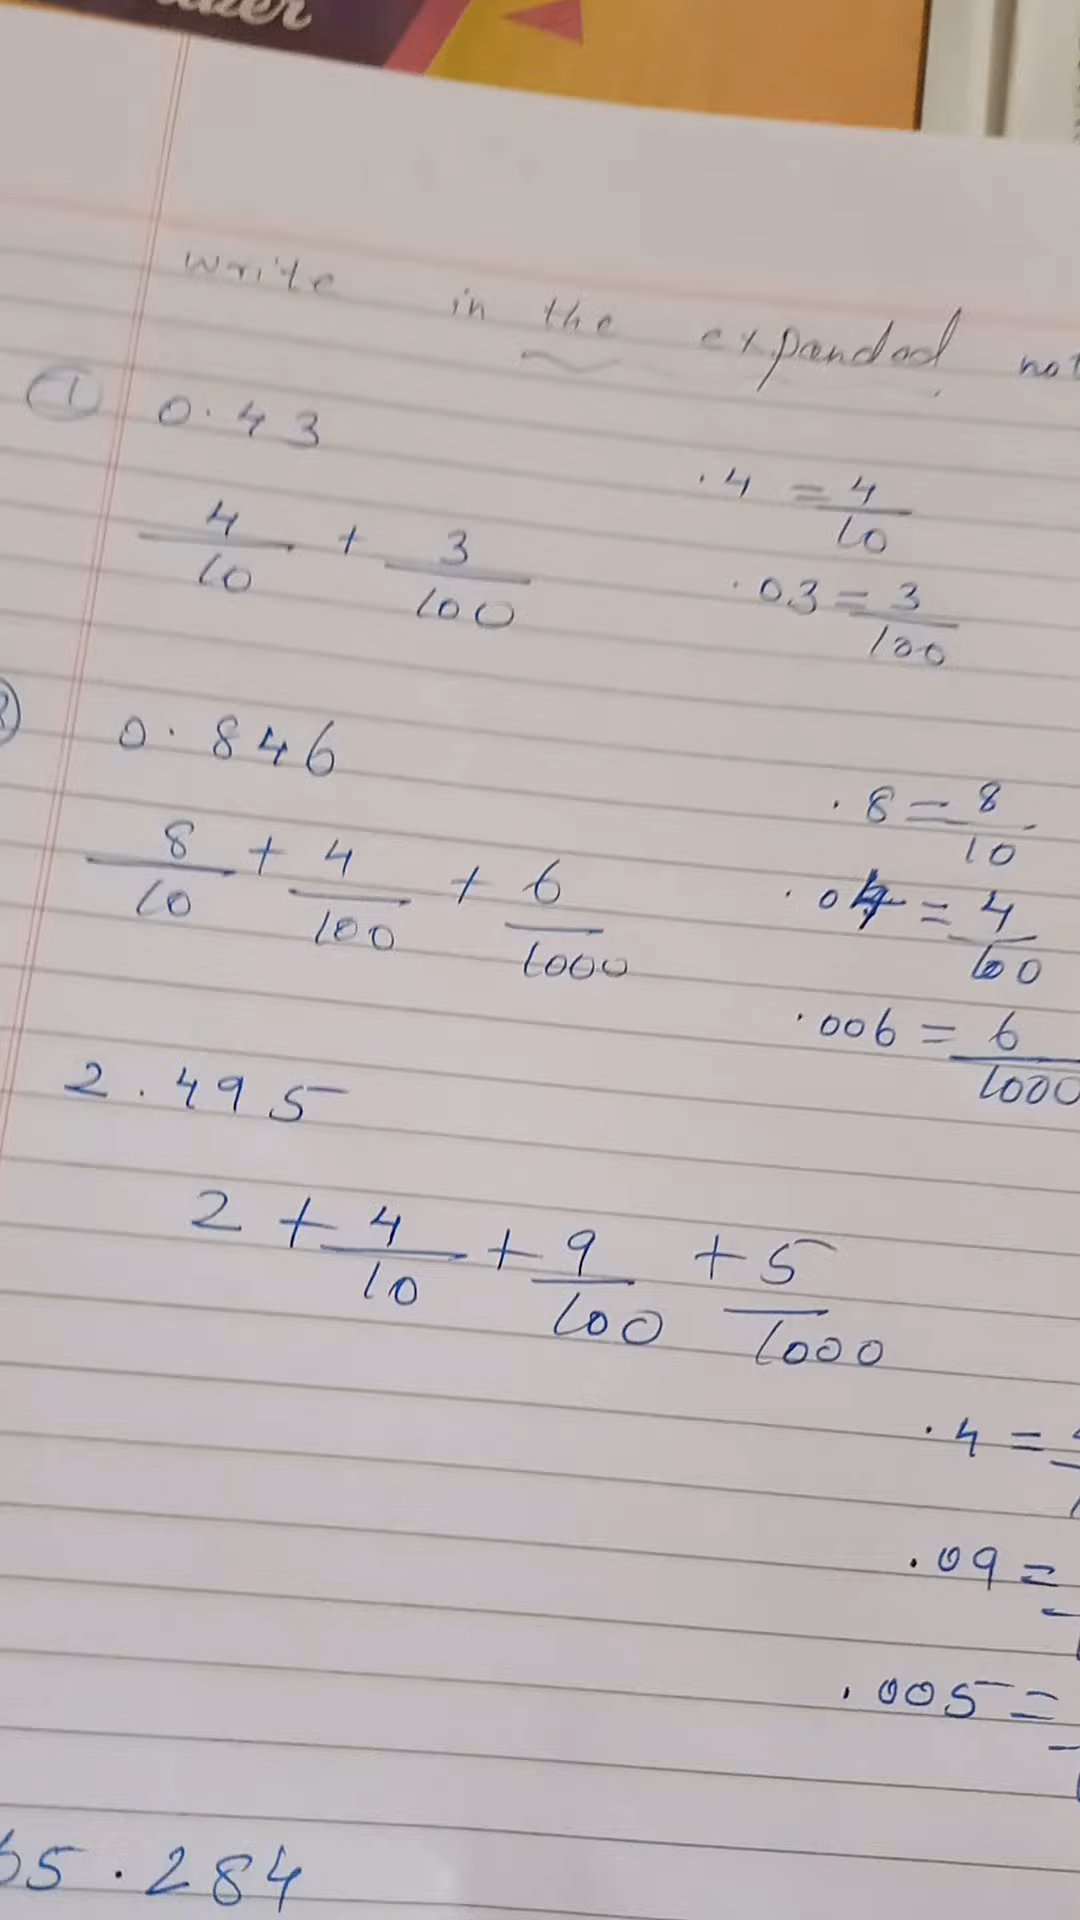 write in the expanded not
① 0.43
4/10 + 3/100
.4 = 4/10
.03 = 3/100
0.846
8/10 + 4/100 + 6/1000
.8 = 8/10
.04 = 4/100
.006 = 6/1000
2.495
2 + 4/10 + 9/100 + 5/1000
.4 =
.09 =
.005 =
5.284